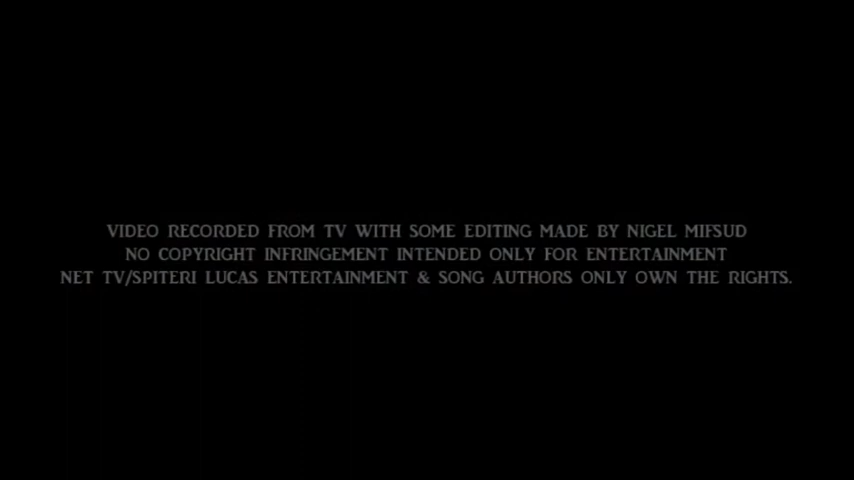 VIDEO RECORDED FROM TV WITH SOME EDITING MADE BY NIGEL MIFSUD
NO COPYRIGHT INFRINGEMENT INTENDED ONLY FOR ENTERTAINMENT
NET TV/SPITERI LUCAS ENTERTAINMENT & SONG AUTHORS ONLY OWN THE RIGHTS.